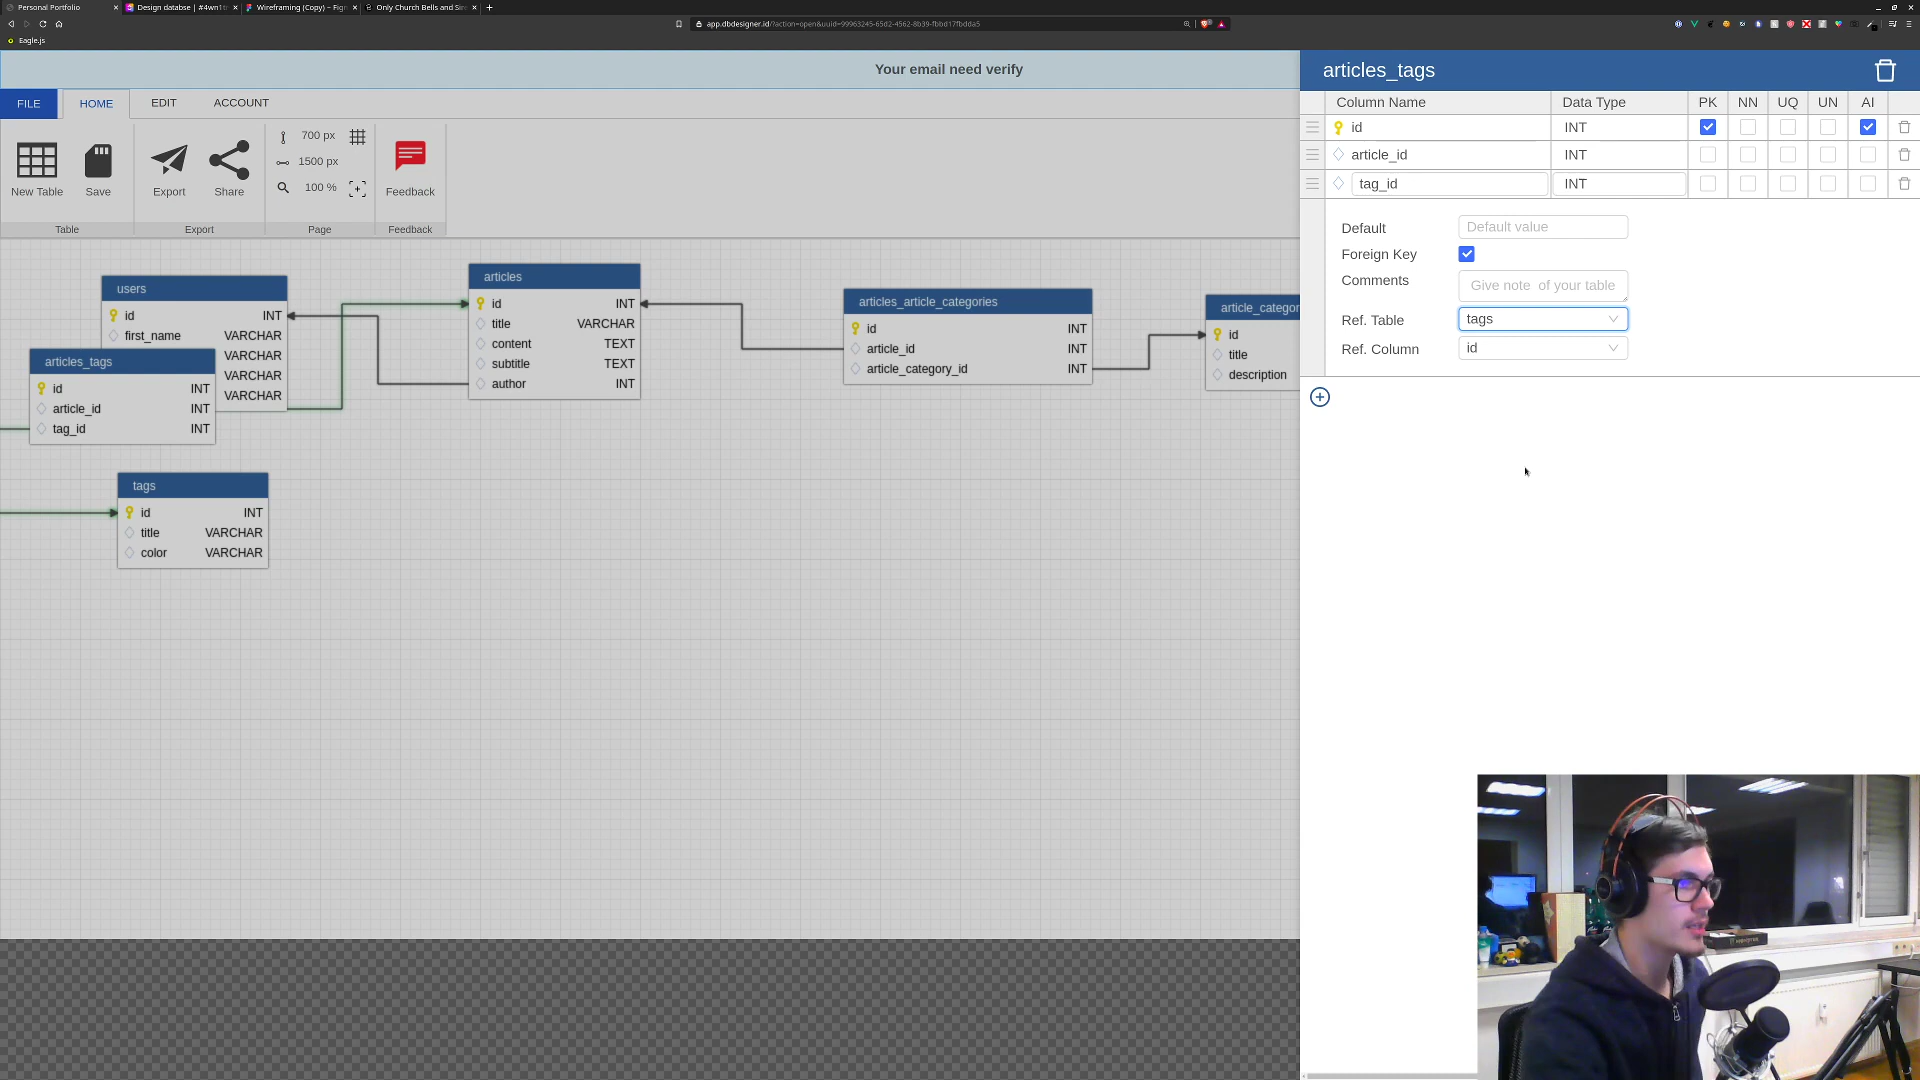 Personal Portfolio
Design databse | #4wn1
Wireframing (Copy) – Fig
Only Church Bells and Sir
app.dbdesigner.id/?action=open&uuid=99963245-65d2-4562-8b39-fbbd17fbdda5
Eagle.js
Your email need verify
FILE
HOME
EDIT
ACCOUNT
New Table
Save
Export
Share
700 px
1500 px
100 %
Feedback
Table
Export
Page
Feedback
users
id INT
first_name VARCHAR
VARCHAR
VARCHAR
VARCHAR
articles_tags
id INT
article_id INT
tag_id INT
tags
id INT
title VARCHAR
color VARCHAR
articles
id INT
title VARCHAR
content TEXT
subtitle TEXT
author INT
articles_article_categories
id INT
article_id INT
article_category_id INT
article_categor
id
title
description
articles_tags
Column Name Data Type PK NN UQ UN AI
id INT
article_id INT
tag_id INT
Default Default value
Foreign Key
Comments Give note of your table
Ref. Table tags
Ref. Column id